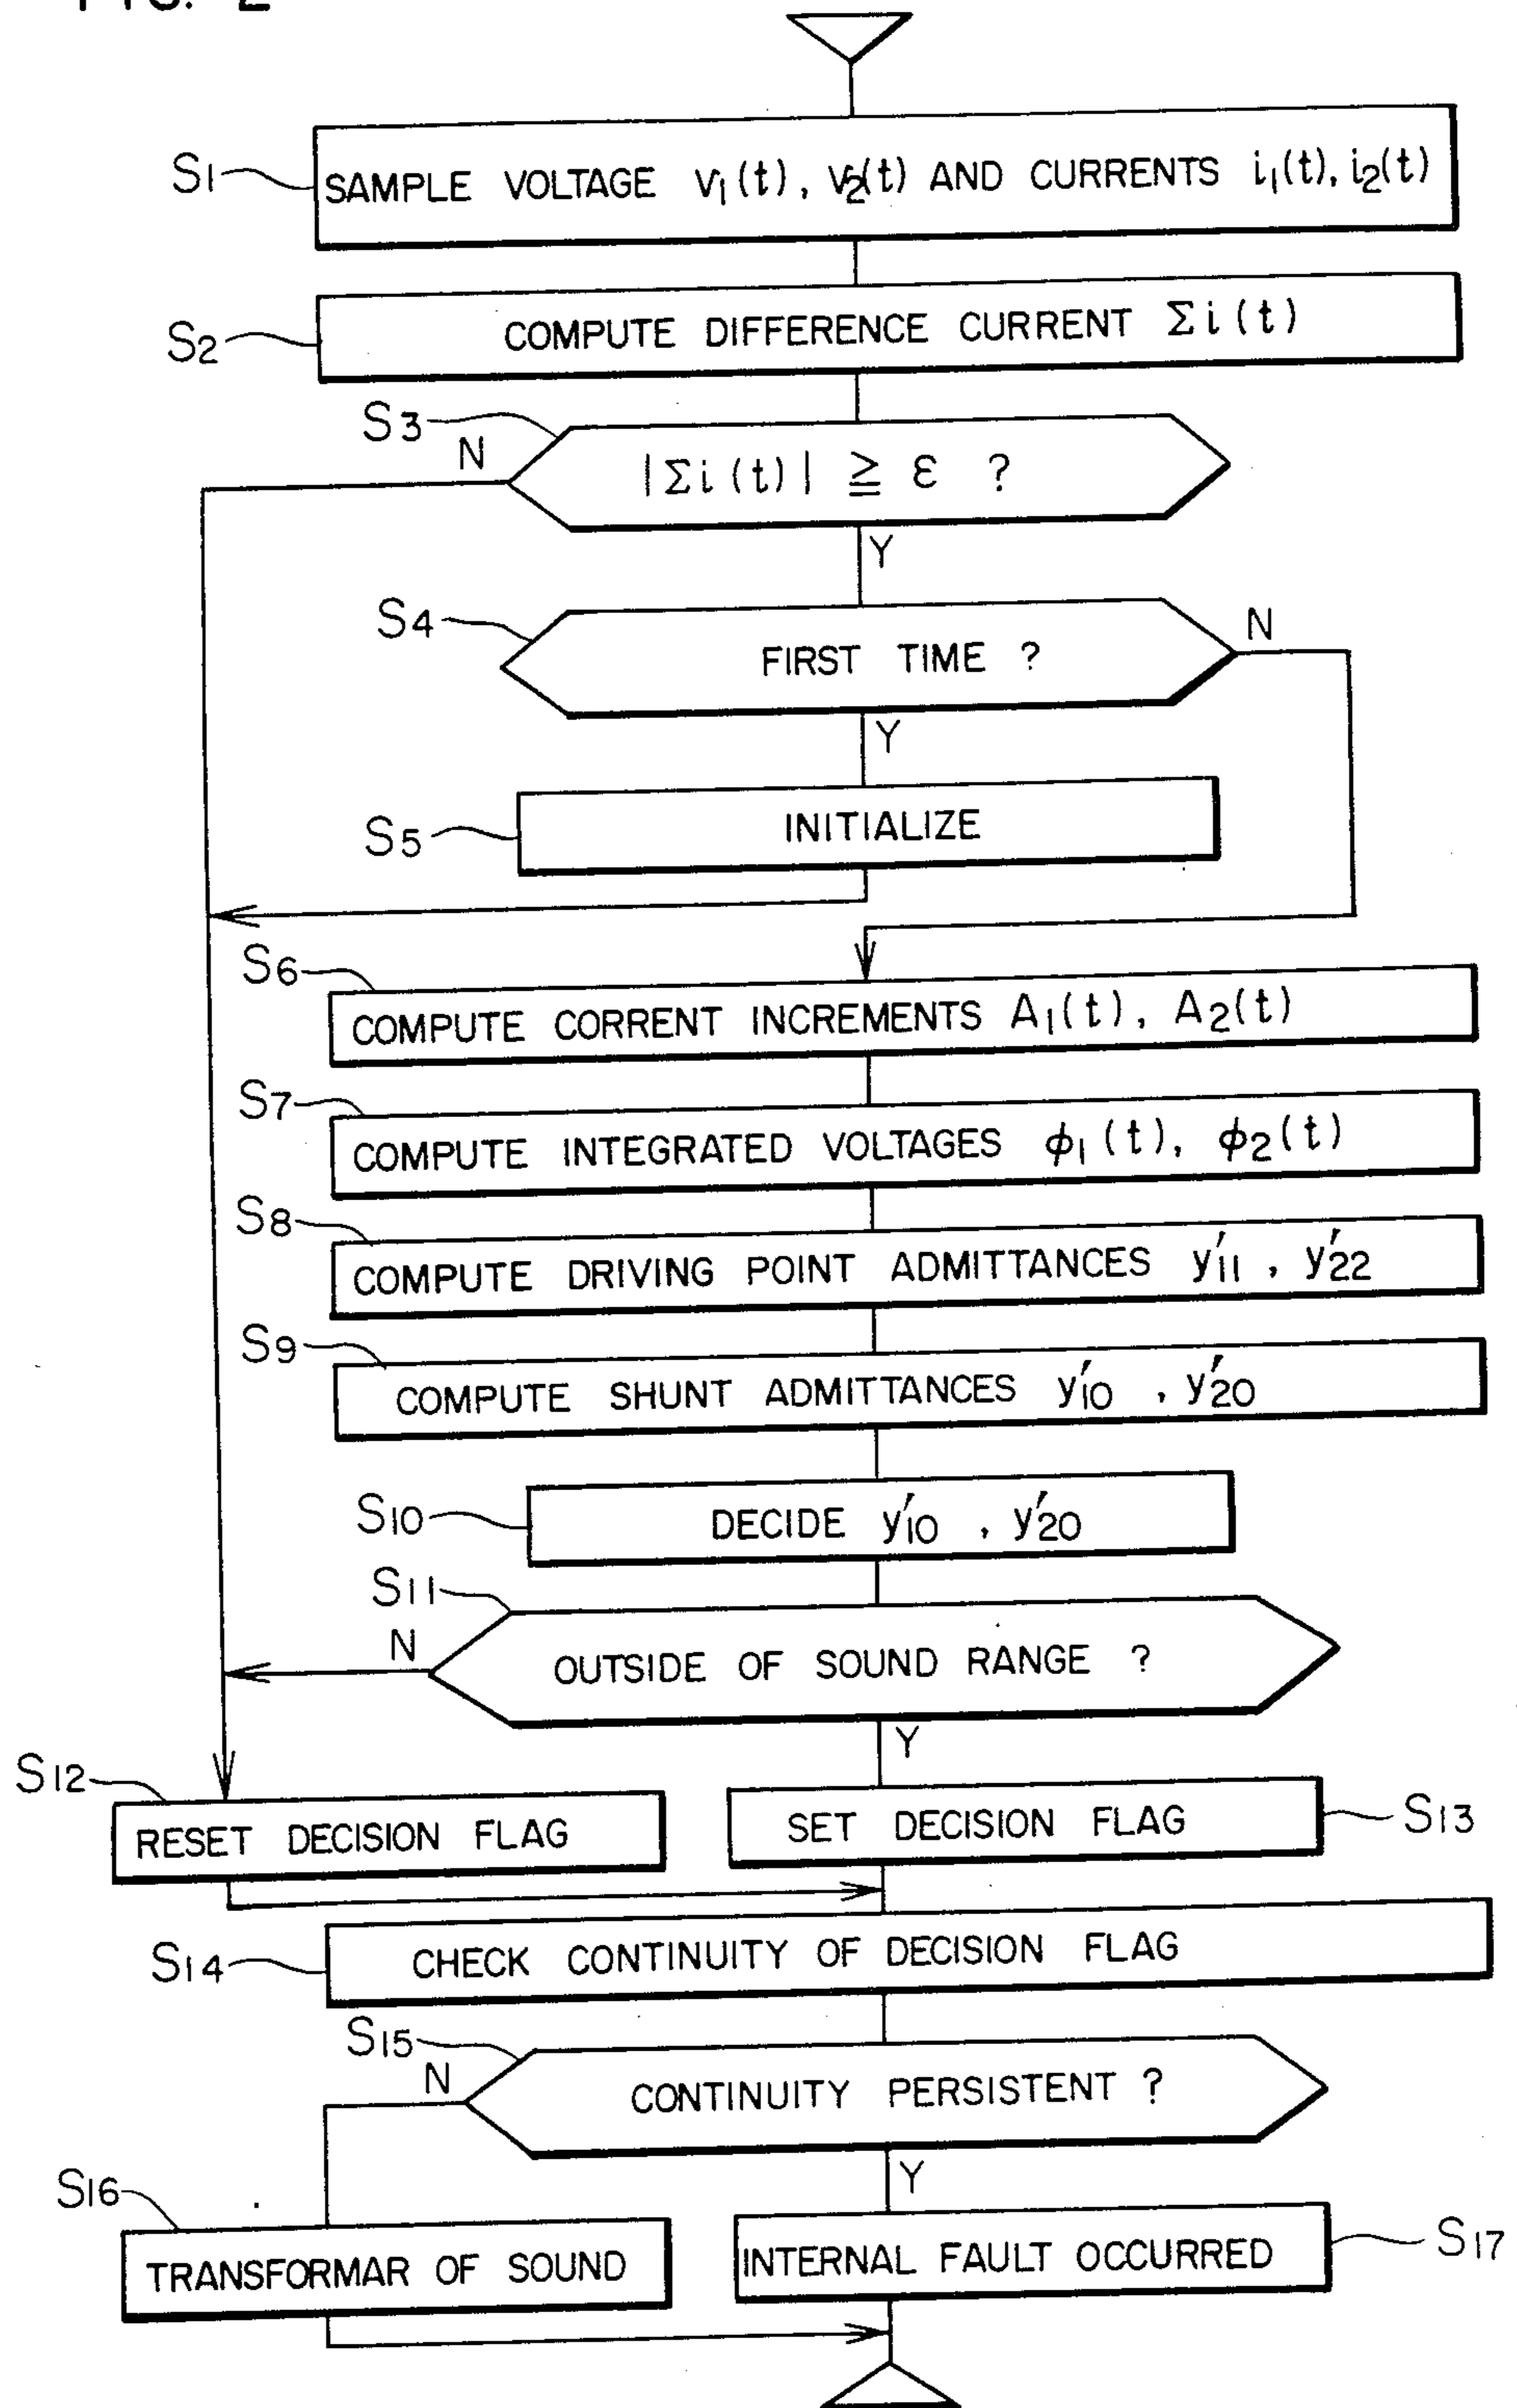 FIG. 2
S1
SAMPLE VOLTAGE v1(t), v2(t) AND CURRENTS i1(t), i2(t)
S2
COMPUTE DIFFERENCE CURRENT Σi(t)
S3
N
|Σi(t)| ≧ ε ?
Y
S4
FIRST TIME ?
N
Y
S5
INITIALIZE
S6
COMPUTE CORRENT INCREMENTS A1(t), A2(t)
S7
COMPUTE INTEGRATED VOLTAGES ϕ1(t), ϕ2(t)
S8
COMPUTE DRIVING POINT ADMITTANCES y'11, y'22
S9
COMPUTE SHUNT ADMITTANCES y'10, y'20
S10
DECIDE y'10, y'20
S11
N
OUTSIDE OF SOUND RANGE ?
Y
S12
RESET DECISION FLAG
SET DECISION FLAG
S13
S14
CHECK CONTINUITY OF DECISION FLAG
S15
N
CONTINUITY PERSISTENT ?
Y
S16
TRANSFORMAR OF SOUND
INTERNAL FAULT OCCURRED
S17